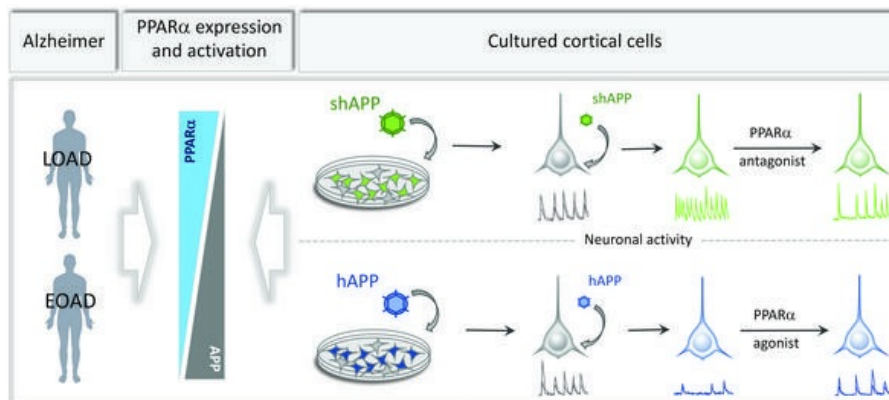 Alzheimer
PPARα expression
and activation
Cultured cortical cells
LOAD
EOAD
PPARα
APP
shAPP
shAPP
PPARα
antagonist
Neuronal activity
hAPP
hAPP
PPARα
agonist